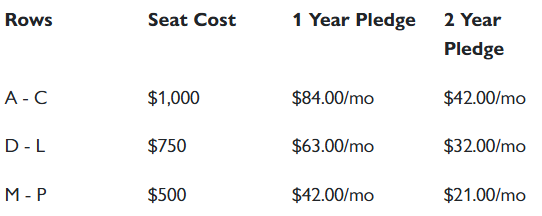 Rows Seat Cost 1 Year Pledge 2 Year
Pledge
A - C $1,000 $84.00/mo $42.00/mo
D - L $750 $63.00/mo $32.00/mo
M - P $500 $42.00/mo $21.00/mo